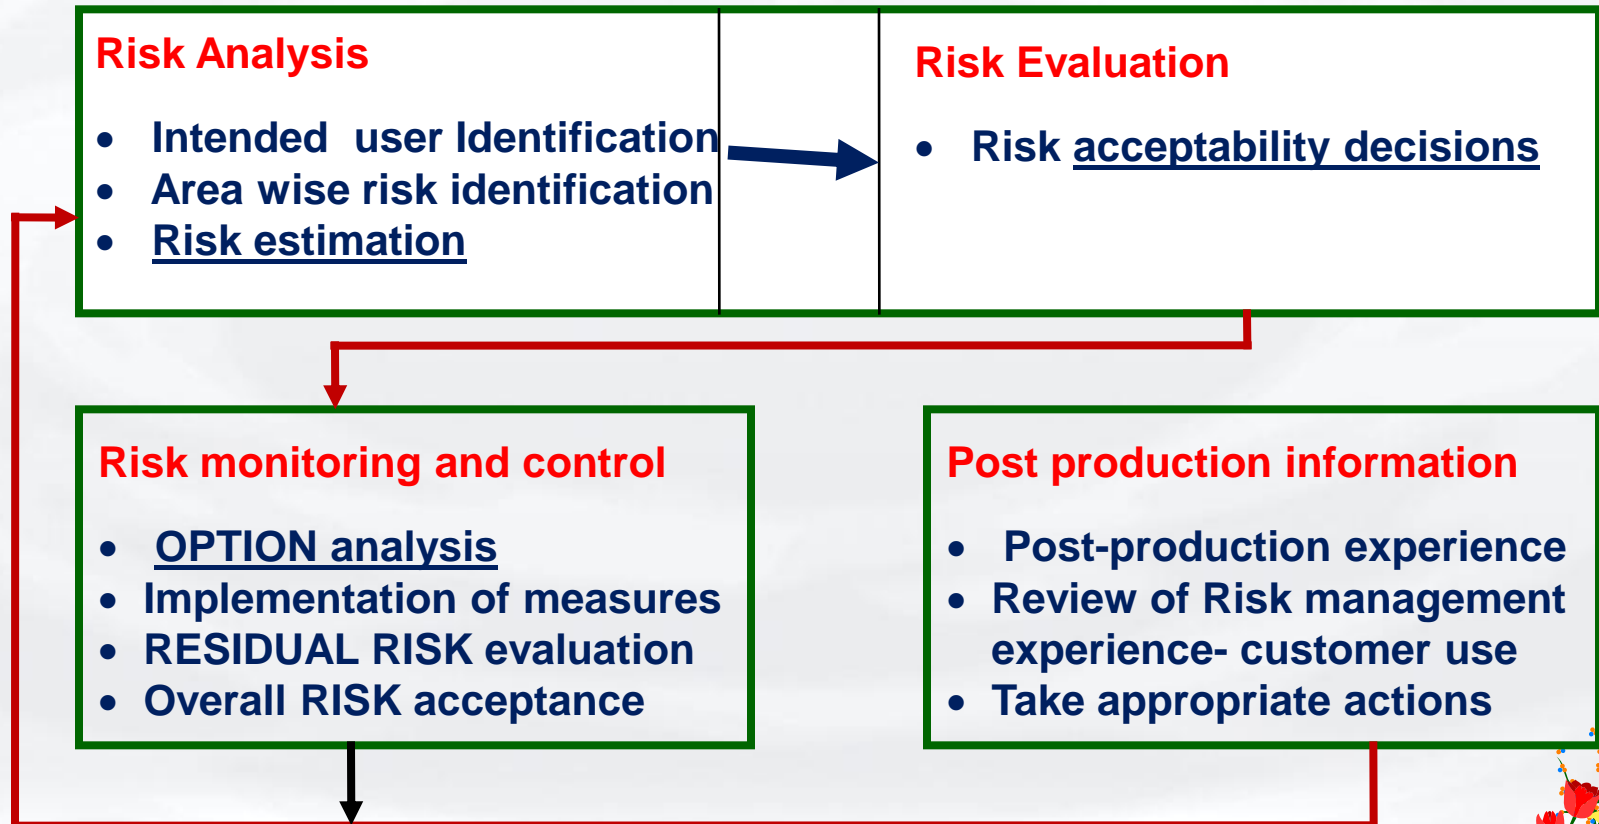 Risk Analysis
• Intended user Identification
• Area wise risk identification
• Risk estimation
Risk Evaluation
• Risk acceptability decisions
Risk monitoring and control
• OPTION analysis
• Implementation of measures
• RESIDUAL RISK evaluation
• Overall RISK acceptance
Post production information
• Post-production experience
• Review of Risk management
experience- customer use
• Take appropriate actions